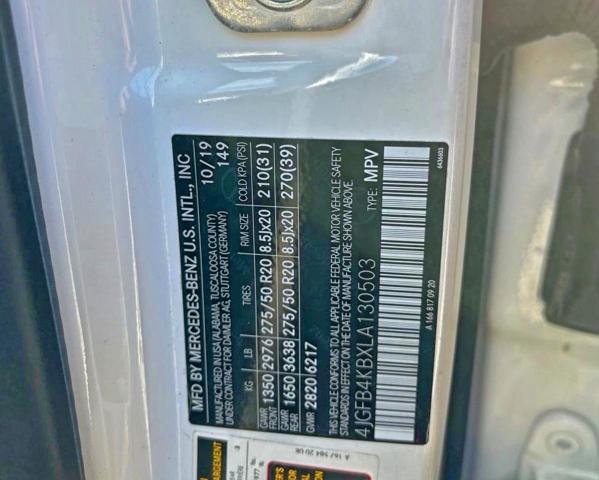 MFD BY MERCEDES-BENZ U.S. INTL., INC
MANUFACTURED IN USA (ALABAMA, TUSCALOOSA COUNTY) 10/19
UNDER CONTRACT FOR DAIMLER AG, STUTTGART (GERMANY) 149
KG LB TIRES RIM SIZE COLD KPA (PSI)
GAWR FRONT 1350 2976 275/50 R20 8.5Jx20 210(31)
GAWR REAR 1650 3638 275/50 R20 8.5Jx20 270(39)
GVWR 2820 6217
THIS VEHICLE CONFORMS TO ALL APPLICABLE FEDERAL MOTOR VEHICLE SAFETY
STANDARDS IN EFFECT ON THE DATE OF MANUFACTURE SHOWN ABOVE.
4JGFB4KBXLA130503 TYPE: MPV
A 166 817 09 20